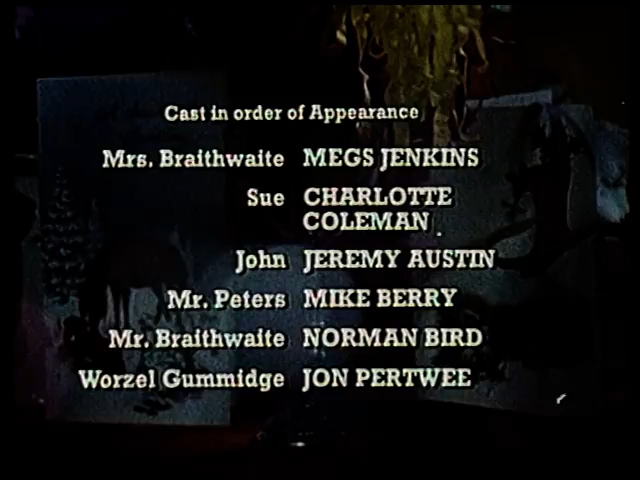 Cast in order of Appearance
Mrs. Braithwaite MEGS JENKINS
Sue CHARLOTTE
COLEMAN
John JEREMY AUSTIN
Mr. Peters MIKE BERRY
Mr. Braithwaite NORMAN BIRD
Worzel Gummidge JON PERTWEE